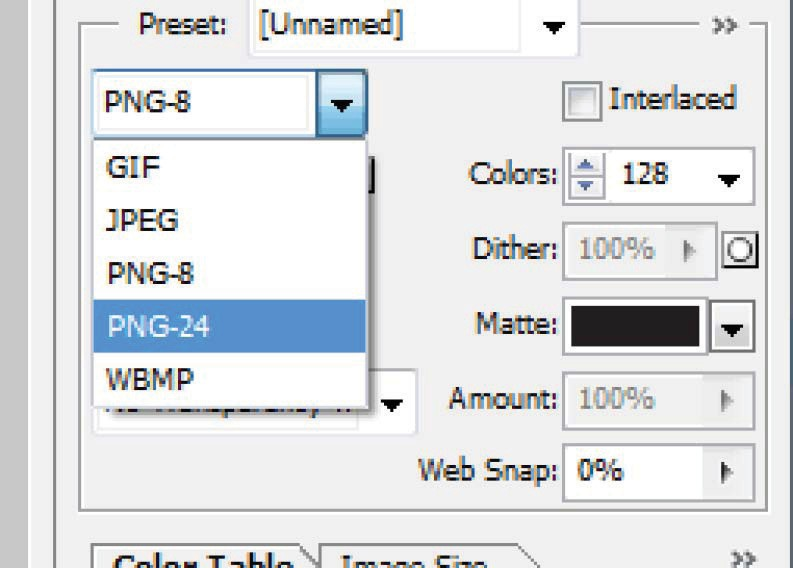 Preset: [Unnamed]
PNG-8
Interlaced
GIF
Colors: 128
JPEG
PNG-8
Dither: 100%
PNG-24
Matte:
WBMP
Amount: 100%
Web Snap: 0%
Color Table Image Size